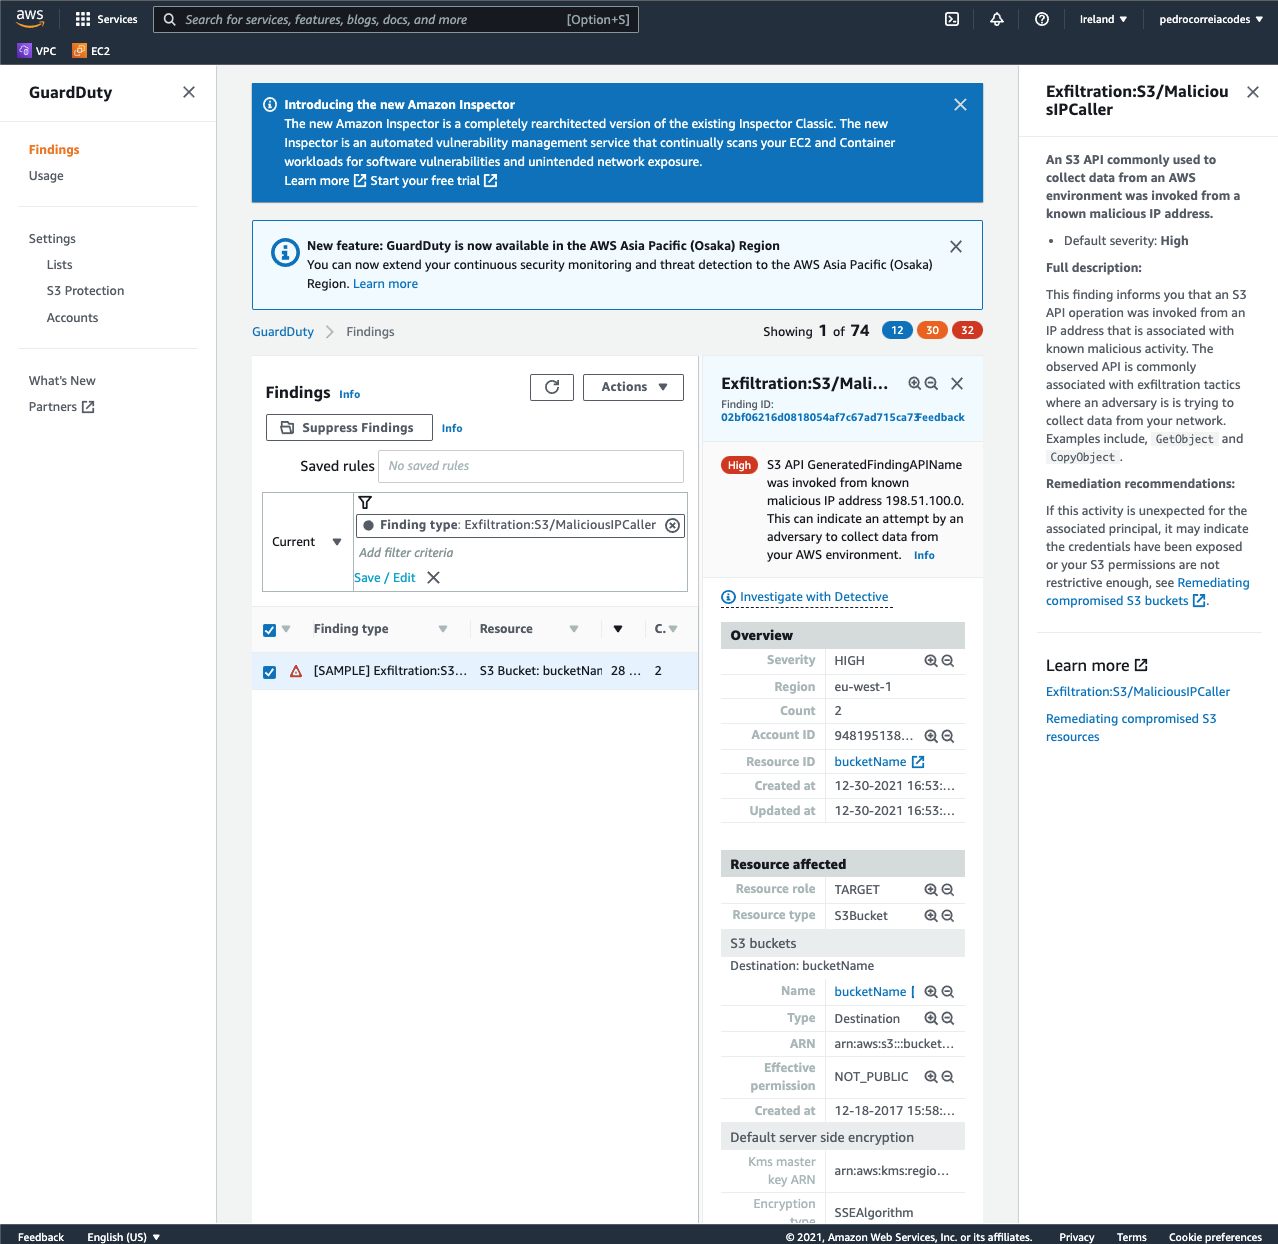 aws
Services
Search for services, features, blogs, docs, and more
[Option+S]
Ireland
pedrocorreiacodes
VPC
EC2
GuardDuty
Findings
Usage
Settings
Lists
S3 Protection
Accounts
What's New
Partners
Introducing the new Amazon Inspector
The new Amazon Inspector is a completely rearchitected version of the existing Inspector Classic. The new
Inspector is an automated vulnerability management service that continually scans your EC2 and Container
workloads for software vulnerabilities and unintended network exposure.
Learn more Start your free trial
New feature: GuardDuty is now available in the AWS Asia Pacific (Osaka) Region
You can now extend your continuous security monitoring and threat detection to the AWS Asia Pacific (Osaka)
Region. Learn more
GuardDuty
Findings
Showing 1 of 74
12
30
32
Findings
Info
Actions
Suppress Findings
Info
Saved rules
No saved rules
Current
Finding type: Exfiltration:S3/MaliciousIPCaller
Add filter criteria
Save / Edit
Finding type
Resource
C.
[SAMPLE] Exfiltration:S3...
S3 Bucket: bucketNan
28 ...
2
Exfiltration:S3/Mali...
Finding ID:
02bf06216d0818054af7c67ad715ca73
Feedback
High
S3 API GeneratedFindingAPIName
was invoked from known
malicious IP address 198.51.100.0.
This can indicate an attempt by an
adversary to collect data from
your AWS environment. Info
Investigate with Detective
Overview
Severity HIGH
Region eu-west-1
Count 2
Account ID 948195138...
Resource ID bucketName
Created at 12-30-2021 16:53:...
Updated at 12-30-2021 16:53:...
Resource affected
Resource role TARGET
Resource type S3Bucket
S3 buckets
Destination: bucketName
Name bucketName
Type Destination
ARN arn:aws:s3:::bucket...
Effective
permission
NOT_PUBLIC
Created at 12-18-2017 15:58:...
Default server side encryption
Kms master
key ARN
arn:aws:kms:regio...
Encryption
type
SSEAlgorithm
Exfiltration:S3/Maliciou
sIPCaller
An S3 API commonly used to
collect data from an AWS
environment was invoked from a
known malicious IP address.
• Default severity: High
Full description:
This finding informs you that an S3
API operation was invoked from an
IP address that is associated with
known malicious activity. The
observed API is commonly
associated with exfiltration tactics
where an adversary is is trying to
collect data from your network.
Examples include, GetObject and
CopyObject.
Remediation recommendations:
If this activity is unexpected for the
associated principal, it may indicate
the credentials have been exposed
or your S3 permissions are not
restrictive enough, see Remediating
compromised S3 buckets.
Learn more
Exfiltration:S3/MaliciousIPCaller
Remediating compromised S3
resources
Feedback
English (US)
© 2021, Amazon Web Services, Inc. or its affiliates.
Privacy
Terms
Cookie preferences